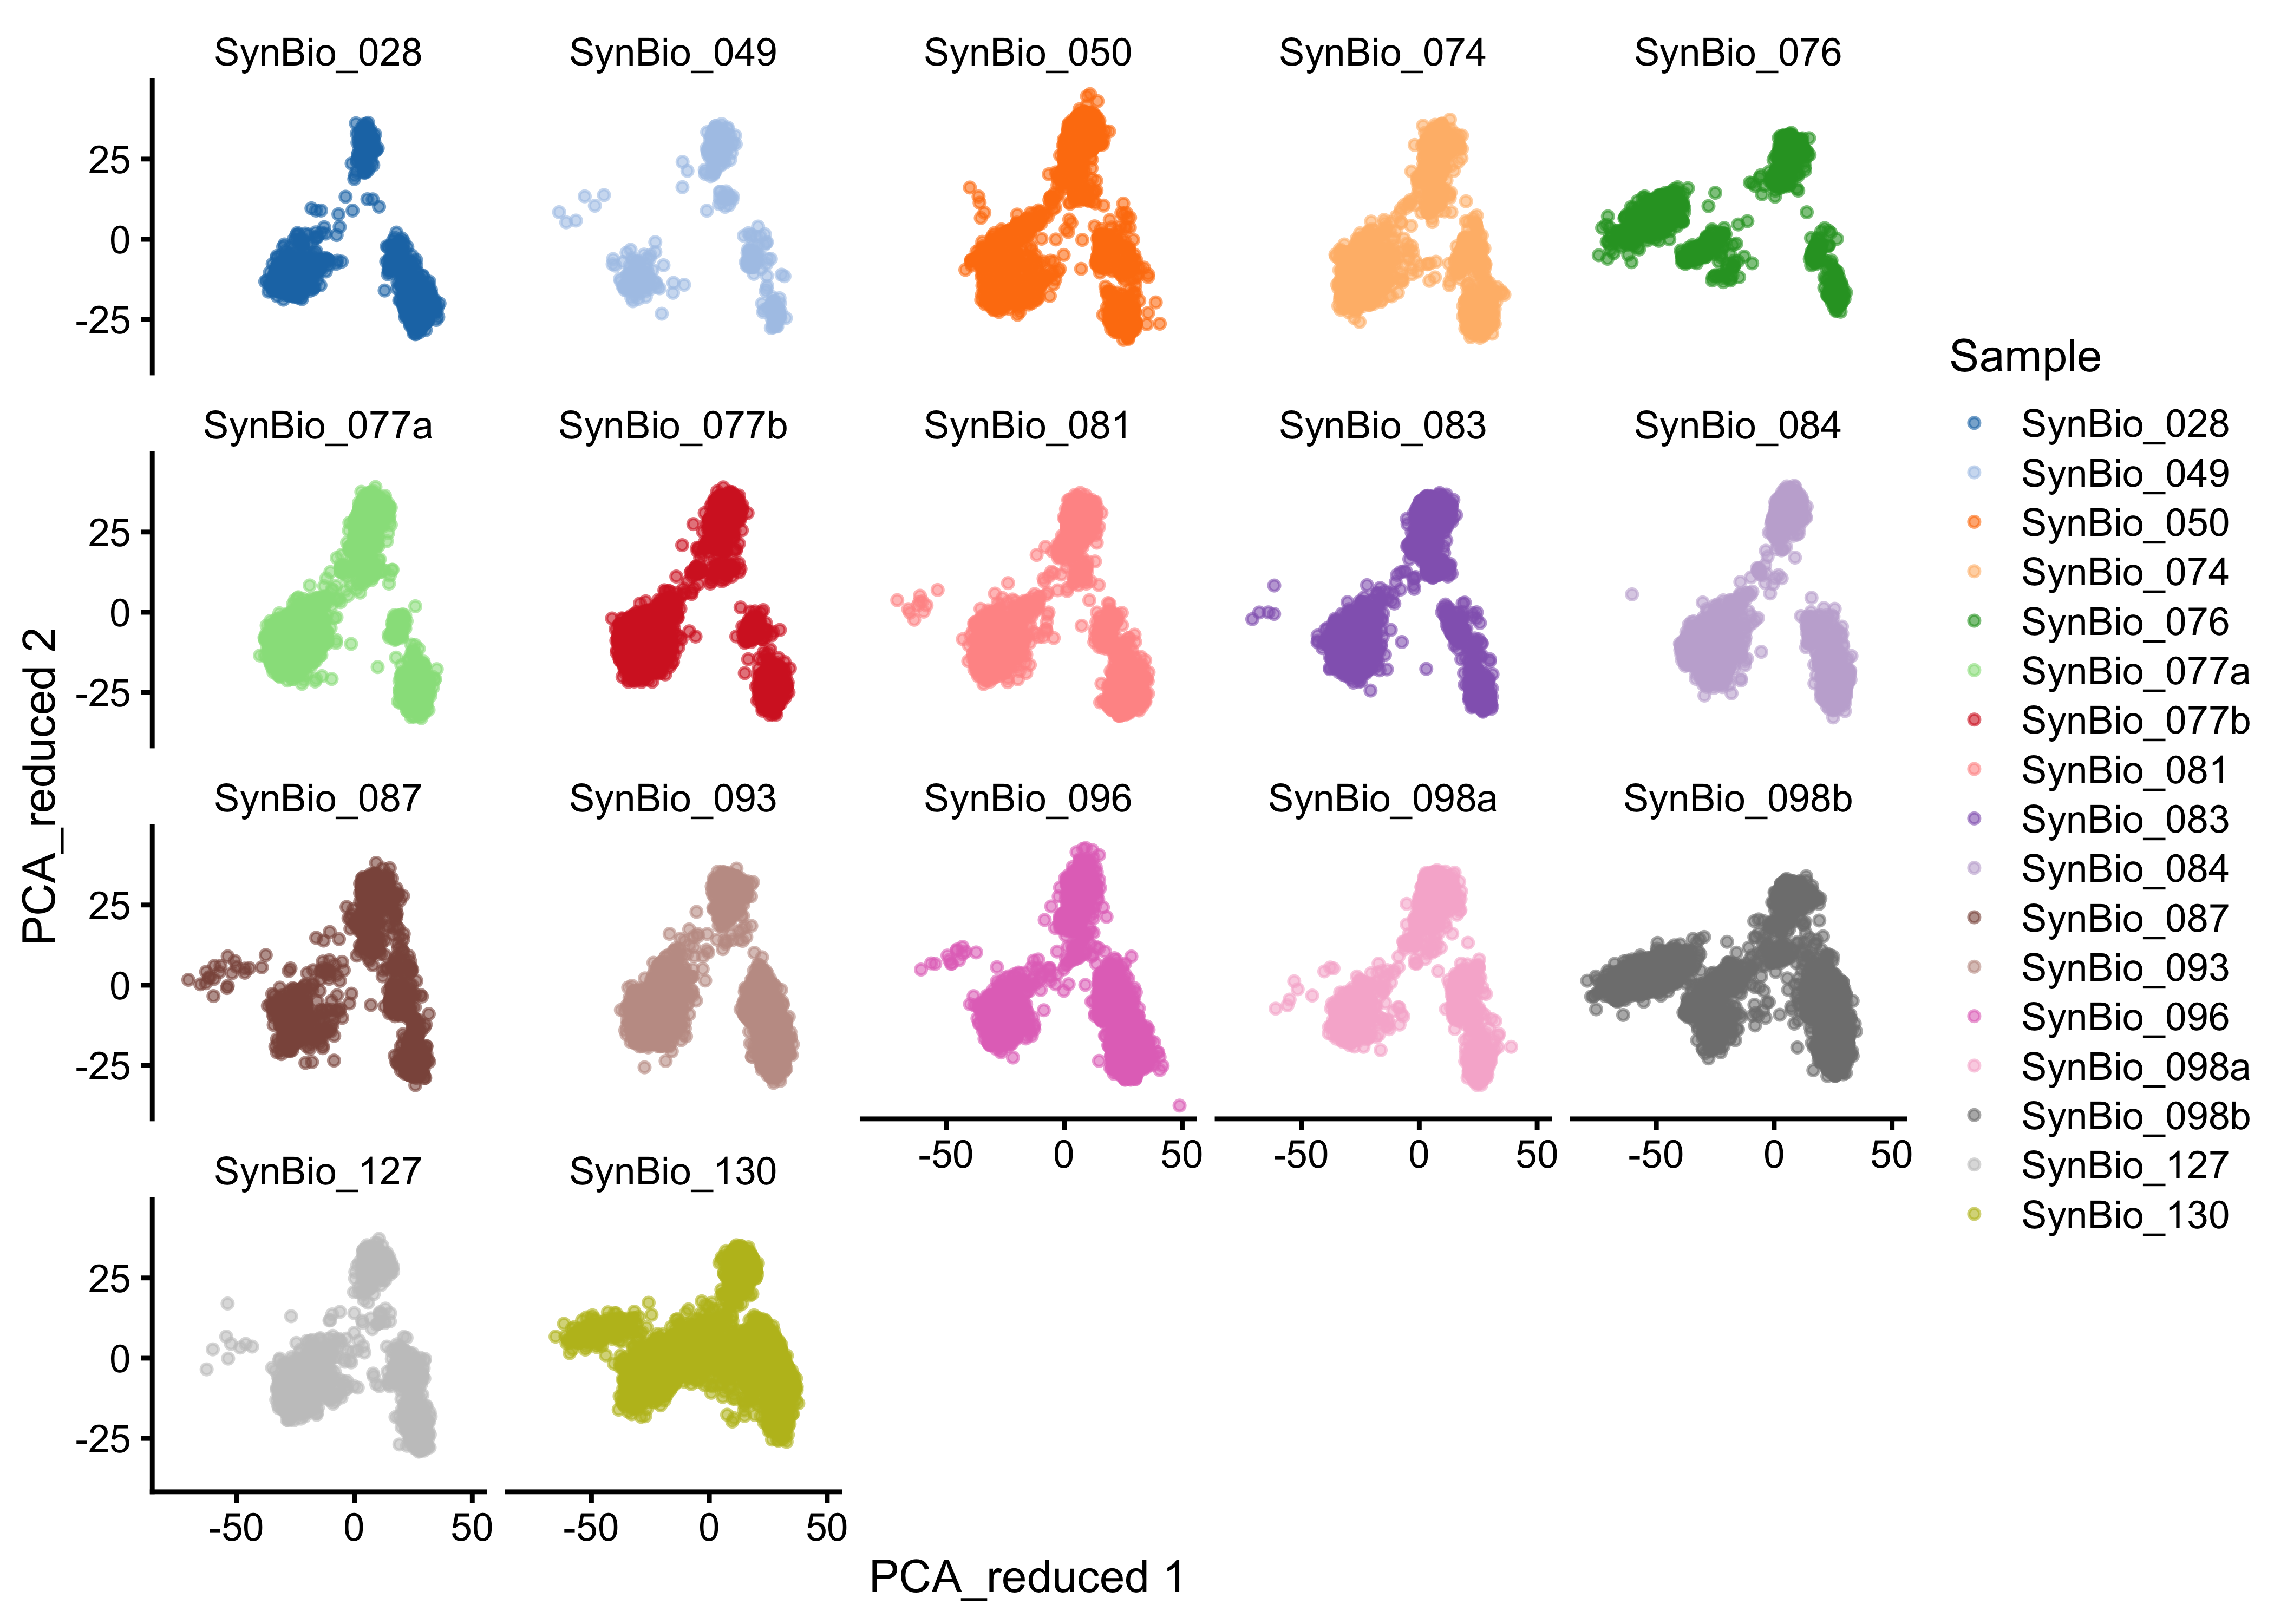 SynBio_028 SynBio_049 SynBio_050 SynBio_074 SynBio_076
25
0
-25
SynBio_077a SynBio_077b SynBio_081 SynBio_083 SynBio_084
25
0
-25
SynBio_087 SynBio_093 SynBio_096 SynBio_098a SynBio_098b
25
0
-25
-50 0 50 -50 0 50 -50 0 50
SynBio_127 SynBio_130
25
0
-25
-50 0 50 -50 0 50
PCA_reduced 1
PCA_reduced 2
Sample
SynBio_028
SynBio_049
SynBio_050
SynBio_074
SynBio_076
SynBio_077a
SynBio_077b
SynBio_081
SynBio_083
SynBio_084
SynBio_087
SynBio_093
SynBio_096
SynBio_098a
SynBio_098b
SynBio_127
SynBio_130